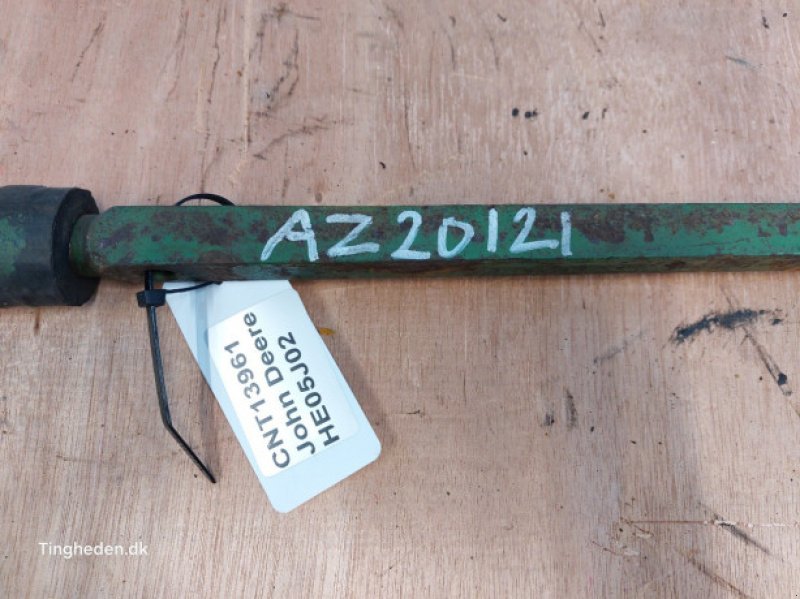 AZ20121
CNT13961
John Deere
HE05J02
Tingheden.dk